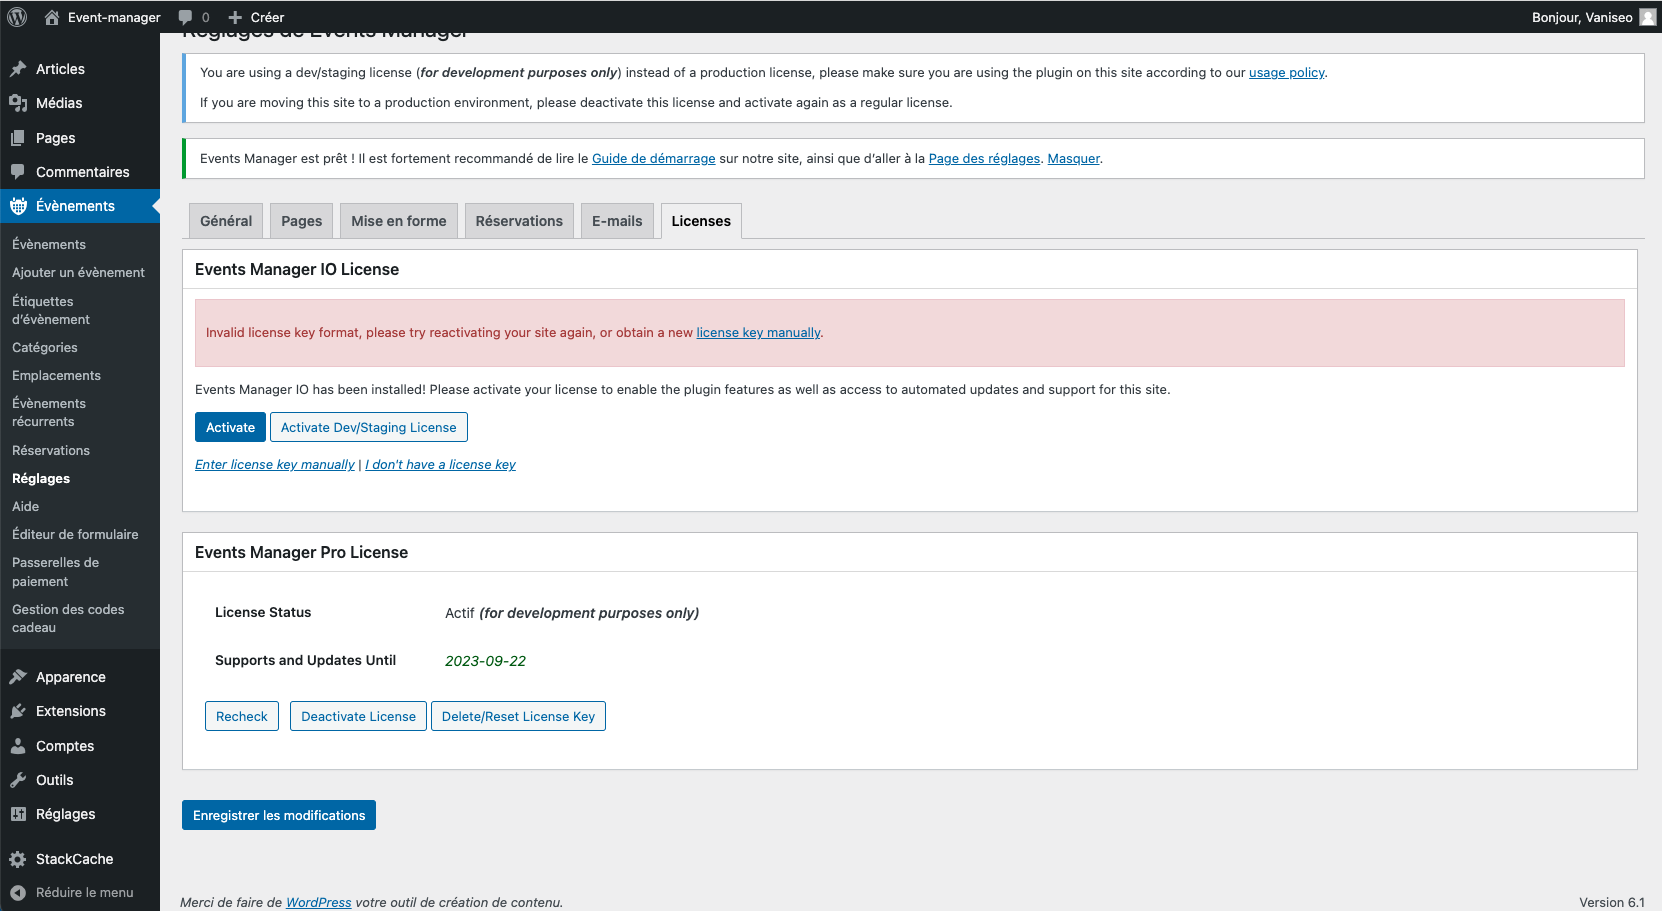 Event-manager
0
Créer
Bonjour, Vaniseo
Réglages de Events Manager
Articles
Médias
Pages
Commentaires
Évènements
Évènements
Ajouter un évènement
Étiquettes
d’évènement
Catégories
Emplacements
Évènements
récurrents
Réservations
Réglages
Aide
Éditeur de formulaire
Passerelles de
paiement
Gestion des codes
cadeau
Apparence
Extensions
Comptes
Outils
Réglages
StackCache
Réduire le menu
You are using a dev/staging license (for development purposes only) instead of a production license, please make sure you are using the plugin on this site according to our usage policy.
If you are moving this site to a production environment, please deactivate this license and activate again as a regular license.
Events Manager est prêt ! Il est fortement recommandé de lire le Guide de démarrage sur notre site, ainsi que d’aller à la Page des réglages. Masquer.
Général
Pages
Mise en forme
Réservations
E-mails
Licenses
Events Manager IO License
Invalid license key format, please try reactivating your site again, or obtain a new license key manually.
Events Manager IO has been installed! Please activate your license to enable the plugin features as well as access to automated updates and support for this site.
Activate
Activate Dev/Staging License
Enter license key manually | I don't have a license key
Events Manager Pro License
License Status
Actif (for development purposes only)
Supports and Updates Until
2023-09-22
Recheck
Deactivate License
Delete/Reset License Key
Enregistrer les modifications
Merci de faire de WordPress votre outil de création de contenu.
Version 6.1